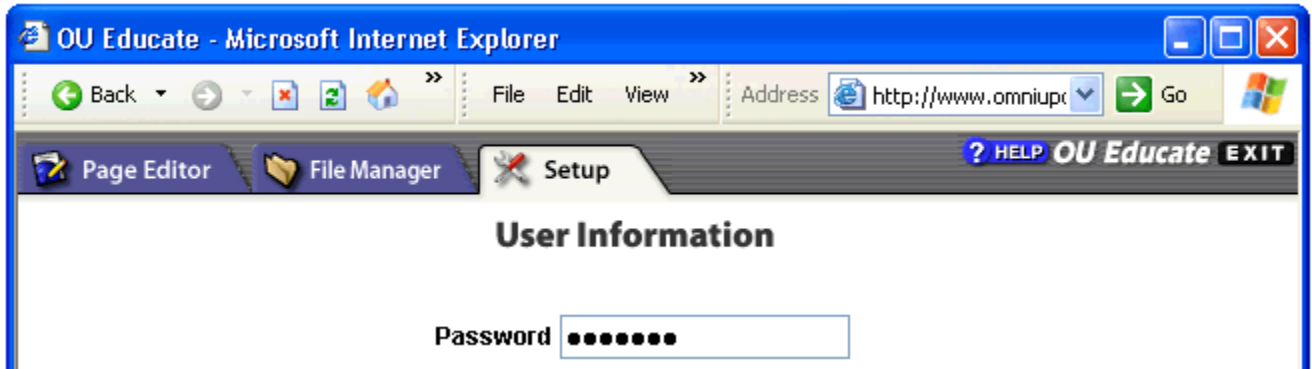 OU Educate - Microsoft Internet Explorer
Back » File Edit View » Address http://www.omniup Go
Page Editor File Manager Setup ? HELP OU Educate EXIT
User Information
Password •••••••